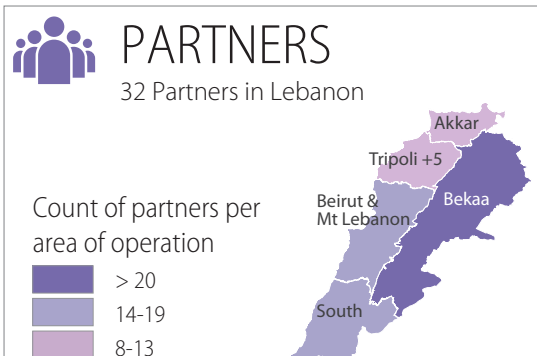 PARTNERS
32 Partners in Lebanon
Akkar
Tripoli +5
Beirut &
Mt Lebanon
Bekaa
South
Count of partners per
area of operation
> 20
14-19
8-13